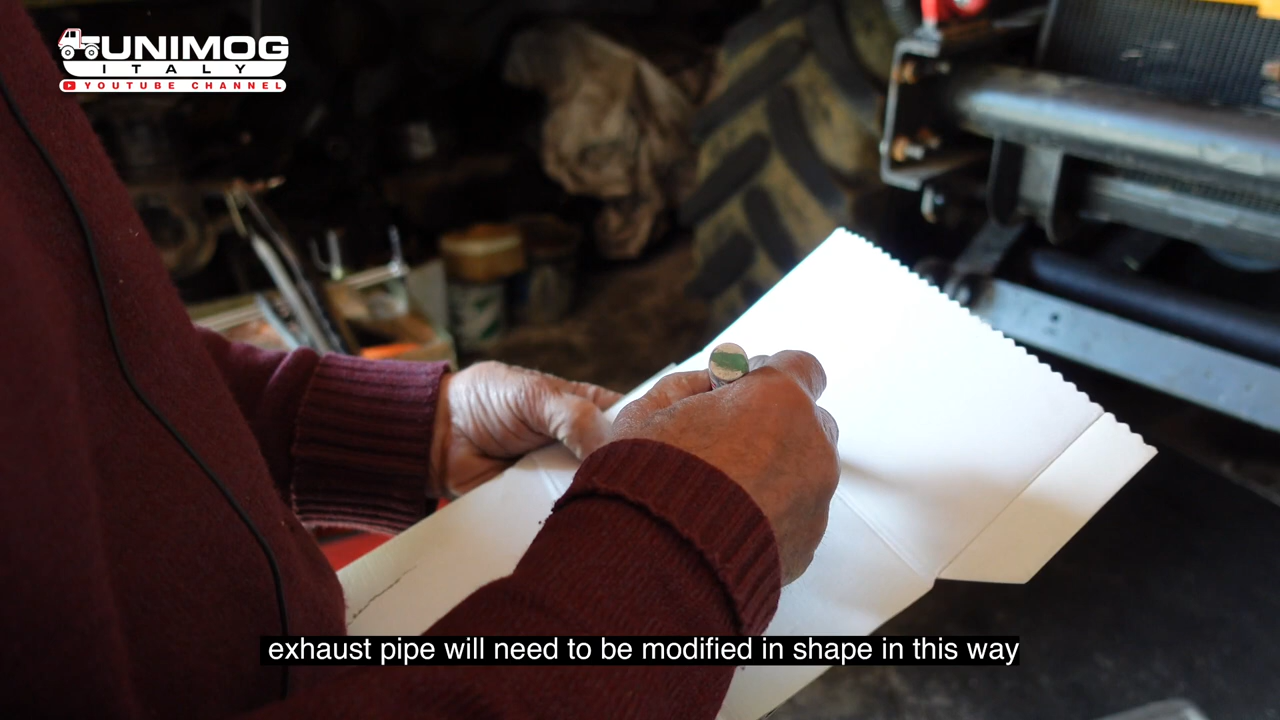 UNIMOG
ITALY
YOUTUBE CHANNEL
exhaust pipe will need to be modified in shape in this way